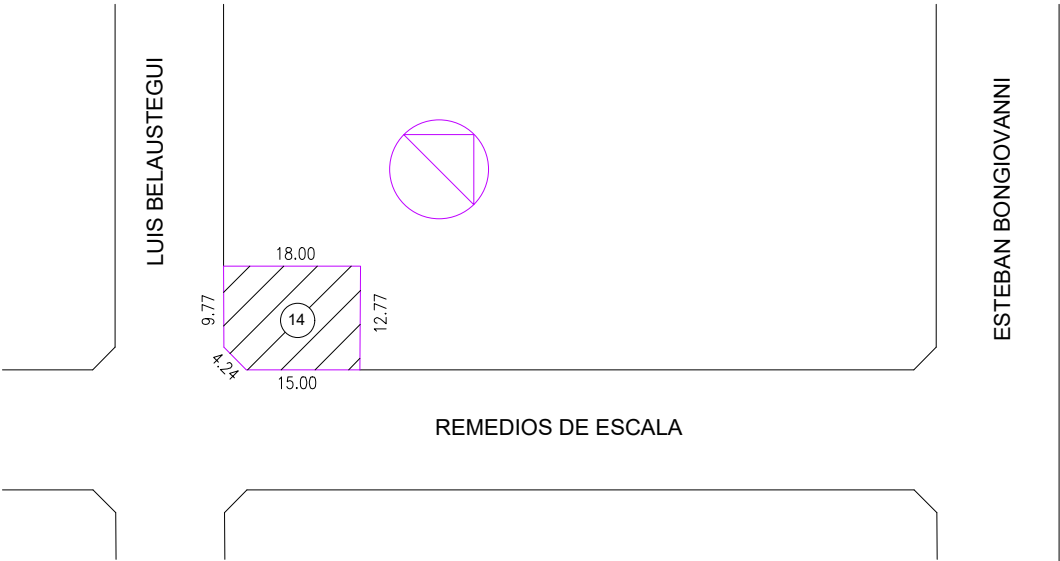 LUIS BELAUSTEGUI
ESTEBAN BONGIOVANNI
18.00
9.77
14
12.77
4.24
15.00
REMEDIOS DE ESCALA